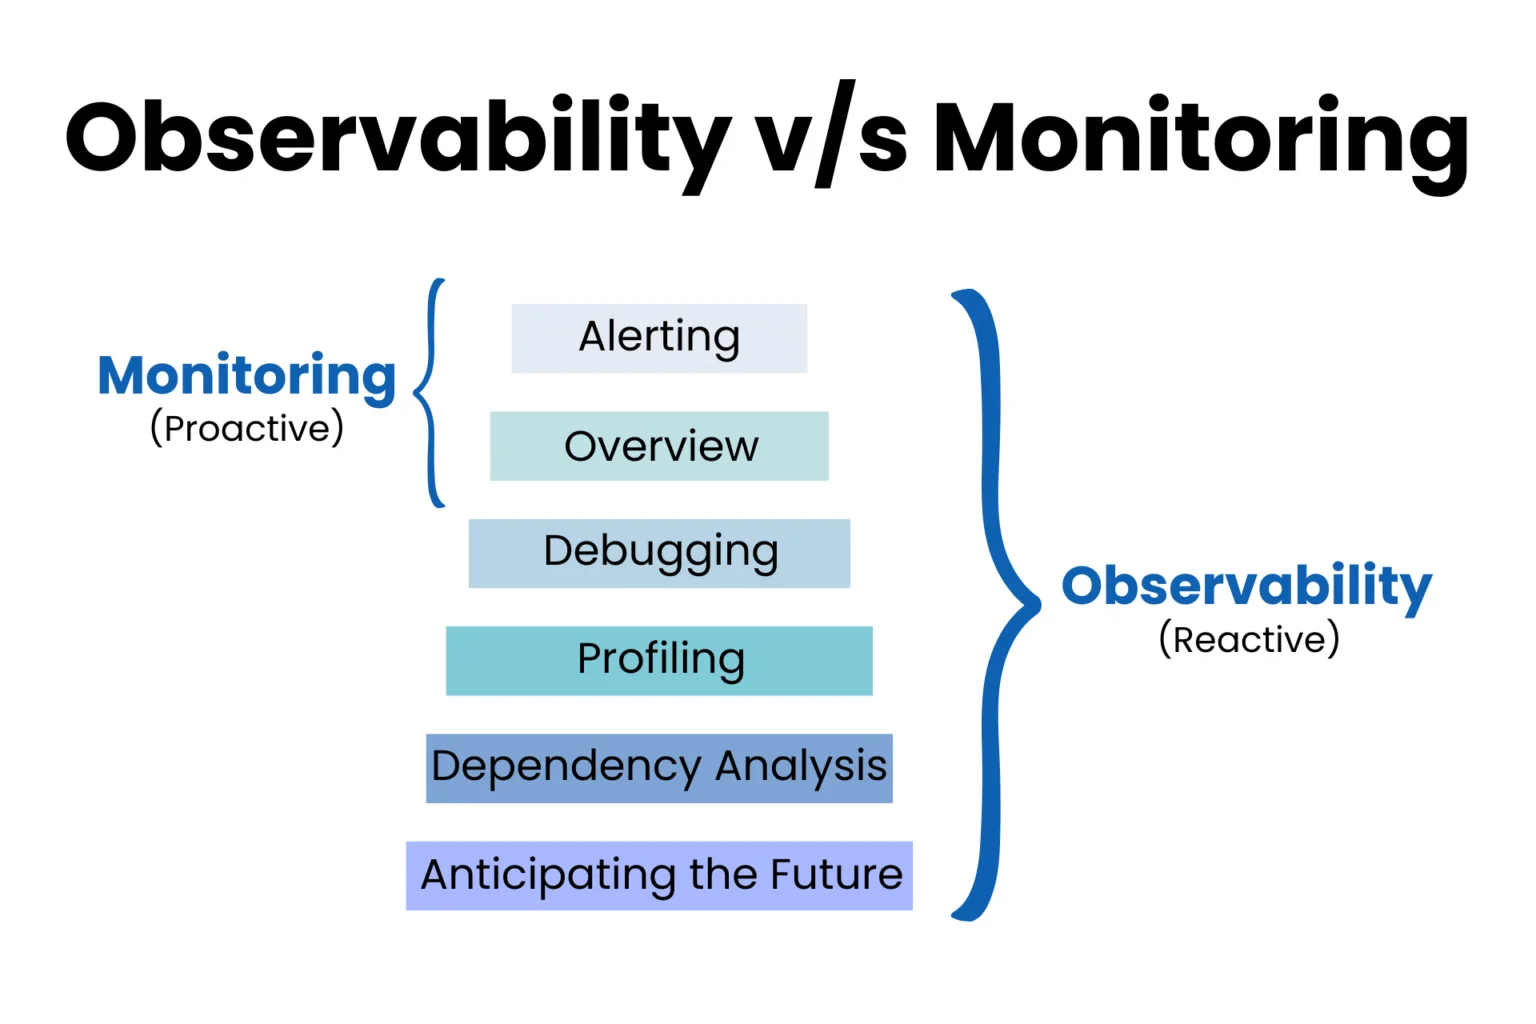 Observability v/s Monitoring
Monitoring
(Proactive)
Alerting
Overview
Debugging
Profiling
Dependency Analysis
Anticipating the Future
Observability
(Reactive)